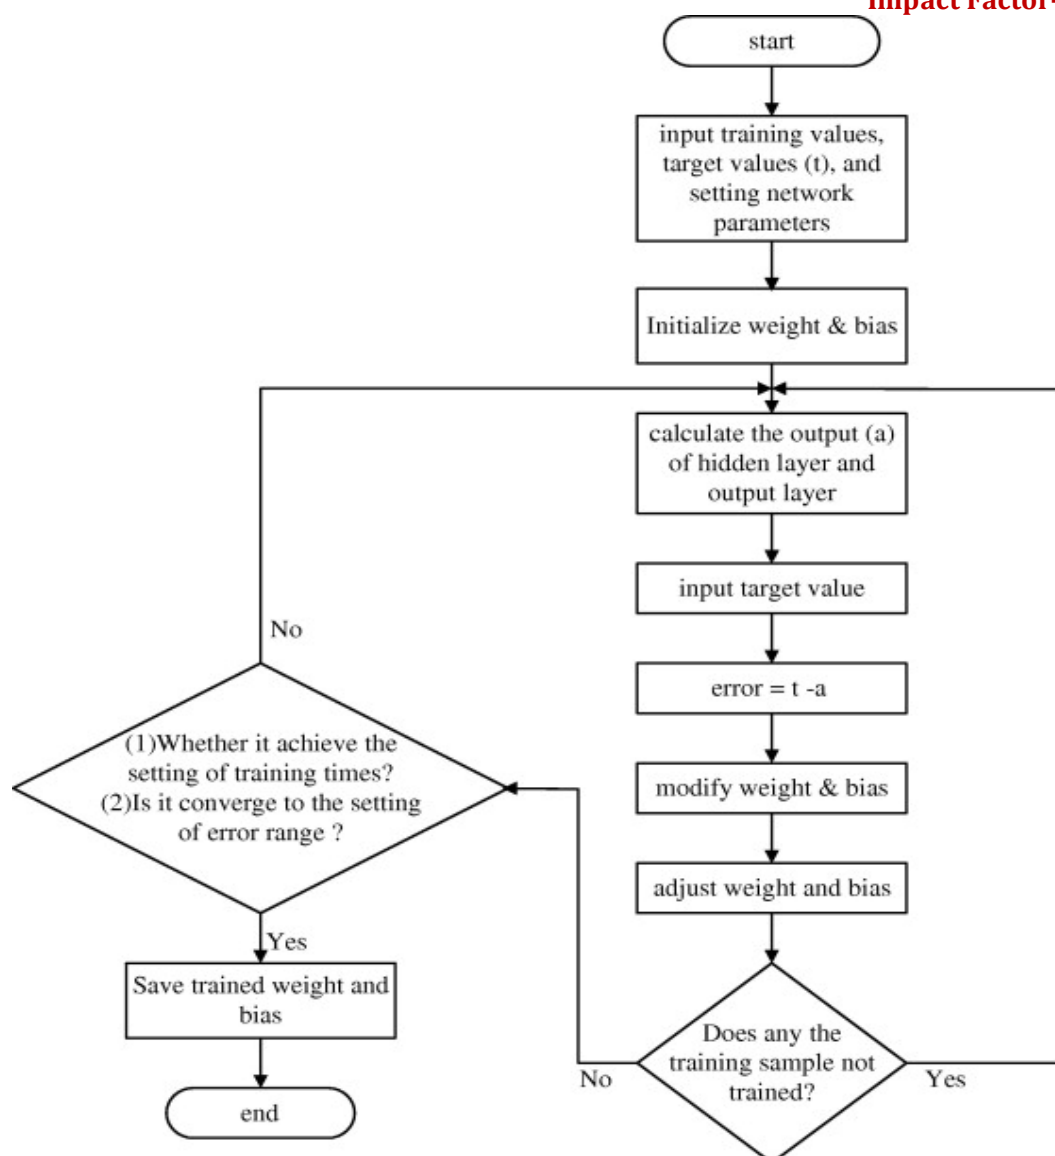 Impact Factor-
start
input training values,
target values (t), and
setting network
parameters
Initialize weight & bias
calculate the output (a)
of hidden layer and
output layer
input target value
error = t -a
modify weight & bias
adjust weight and bias
Does any the
training sample not
trained?
No
Yes
No
(1)Whether it achieve the
setting of training times?
(2)Is it converge to the setting
of error range ?
Yes
Save trained weight and
bias
end